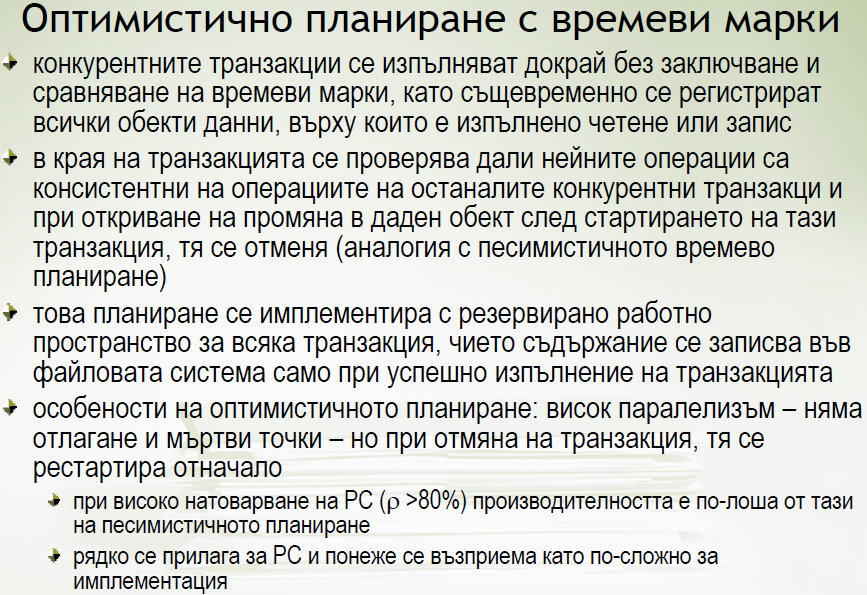 Оптимистично планиране с времеви марки
конкурентните транзакции се изпълняват докрай без заключване и
сравняване на времеви марки, като същевременно се регистрират
всички обекти данни, върху които е изпълнено четене или запис
в края на транзакцията се проверява дали нейните операции са
консистентни на операциите на останалите конкурентни транзакци и
при откриване на промяна в даден обект след стартирането на тази
транзакция, тя се отменя (аналогия с песимистичното времево
планиране)
това планиране се имплементира с резервирано работно
пространство за всяка транзакция, чието съдържание се записва във
файловата система само при успешно изпълнение на транзакцията
особености на оптимистичното планиране: висок паралелизъм – няма
отлагане и мъртви точки – но при отмяна на транзакция, тя се
рестартира отначало
при високо натоварване на РС (ρ >80%) производителността е по-лоша от тази
на песимистичното планиране
рядко се прилага за РС и понеже се възприема като по-сложно за
имплементация